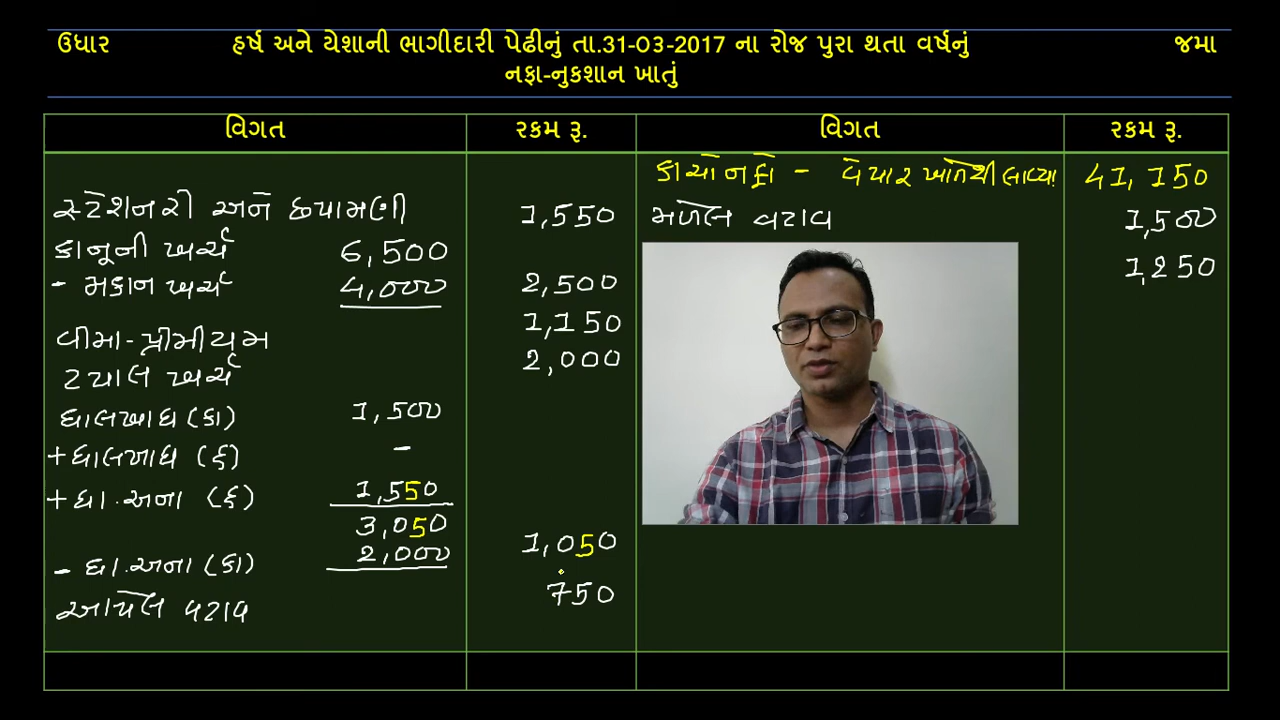 ઉધાર હર્ષ અને યેશાની ભાગીદારી પેઢીનું તા.31-03-2017 ના રોજ પુરા થતા વર્ષનું જમા
નફા-નુકશાન ખાતું
વિગત રકમ રૂ. વિગત રકમ રૂ.
કાચો નફો - વેપાર ખાતેથી લાવ્યા 41,150
સ્ટેશનરી અને છપામણી 1,550 મળેલ વટાવ 1,500
કાનૂની ખર્ચ 6,500
1,250
- મકાન ખર્ચ 4,000 2,500
વીમા-પ્રીમીયમ 1,150
ટપાલ ખર્ચ 2,000
ઘાલખાધ (કા) 1,500
+ઘાલખાધ (હ) -
+ઘા.અના (હ) 1,550
3,050
- ઘા.અના (કા) 2,000 1,050
આપેલ વટાવ 750